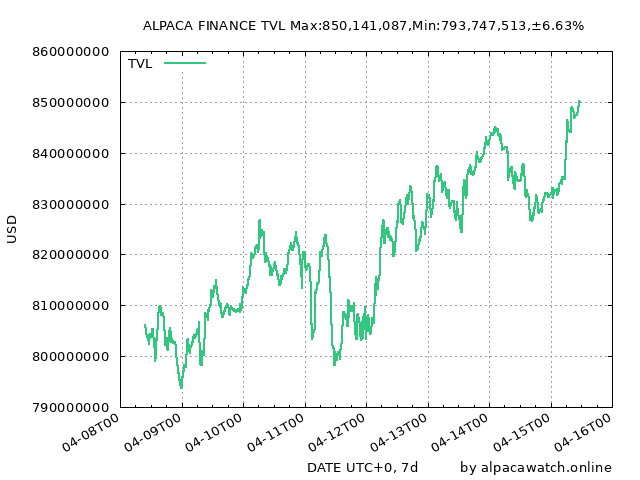 ALPACA FINANCE TVL Max:850,141,087,Min:793,747,513,±6.63%
TVL
USD
860000000
850000000
840000000
830000000
820000000
810000000
800000000
790000000
04-08T00
04-09T00
04-10T00
04-11T00
04-12T00
04-13T00
04-14T00
04-15T00
04-16T00
DATE UTC+0, 7d
by alpacawatch.online